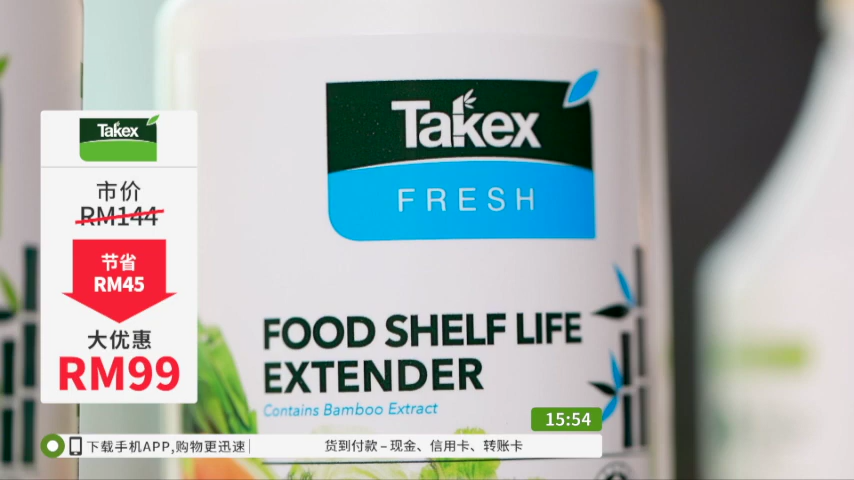 Takex
FRESH
FOOD SHELF LIFE
EXTENDER
Contains Bamboo Extract
Takex
市价
RM144
节省
RM45
大优惠
RM99
15:54
下载手机APP,购物更迅速
货到付款 – 现金、信用卡、转账卡